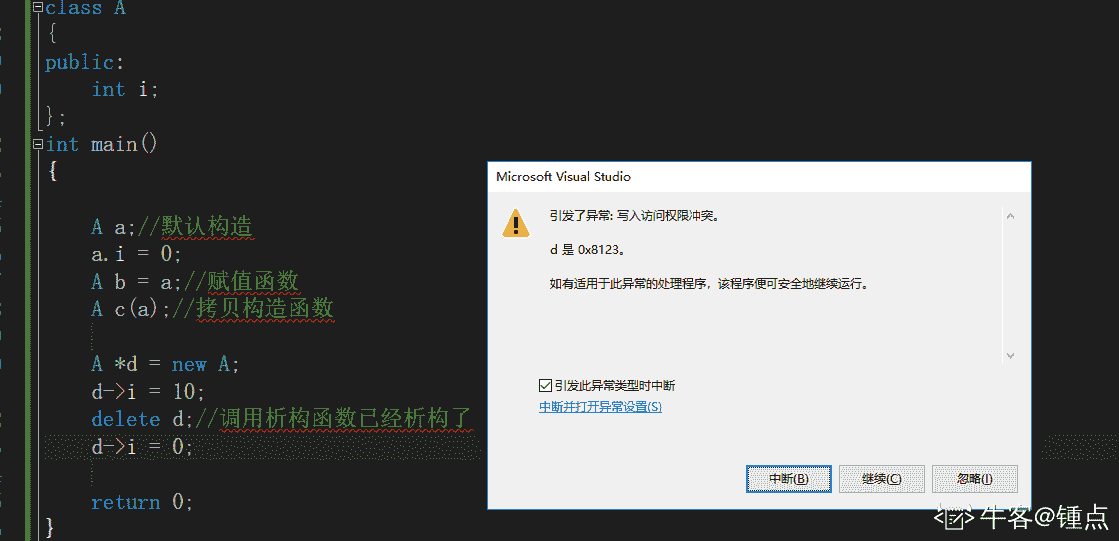 class A
{
public:
int i;
};
int main()
{
A a;//默认构造
a.i = 0;
A b = a;//赋值函数
A c(a);//拷贝构造函数
A *d = new A;
d->i = 10;
delete d;//调用析构函数已经析构了
d->i = 0;
return 0;
}
Microsoft Visual Studio
引发了异常: 写入访问权限冲突。
d 是 0x8123。
如有适用于此异常的处理程序，该程序便可安全地继续运行。
引发此异常类型时中断
中断并打开异常设置(S)
中断(B) 继续(C) 忽略(I)
牛客@锺点